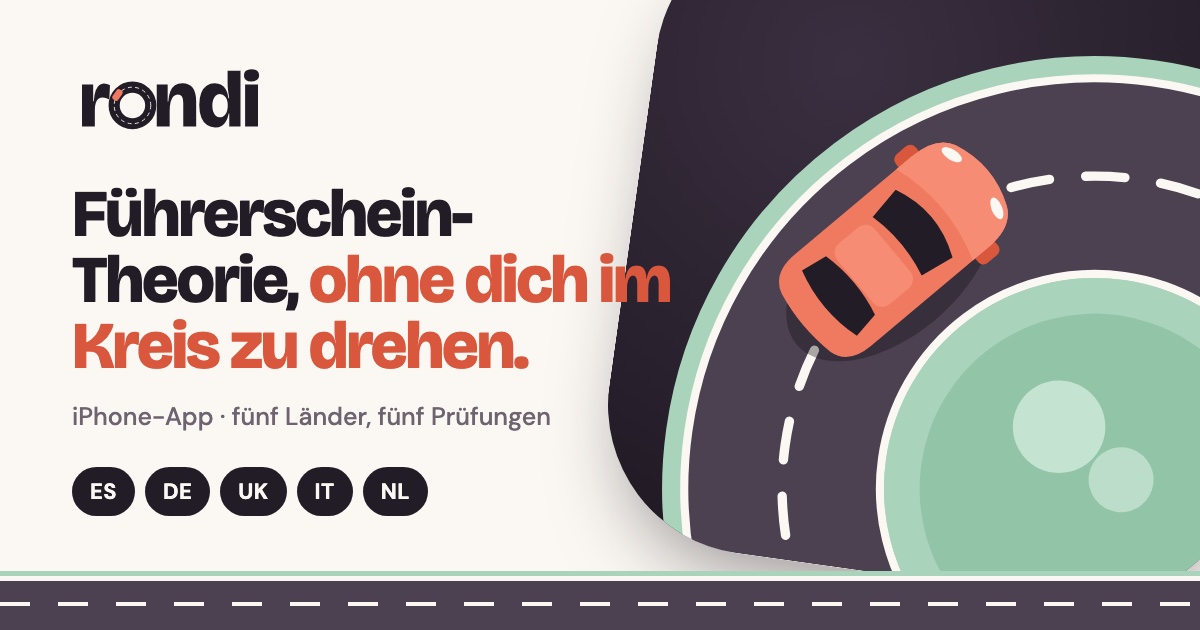 rondi
Führerschein-
Theorie, ohne dich im
Kreis zu drehen.
iPhone-App · fünf Länder, fünf Prüfungen
ES DE UK IT NL